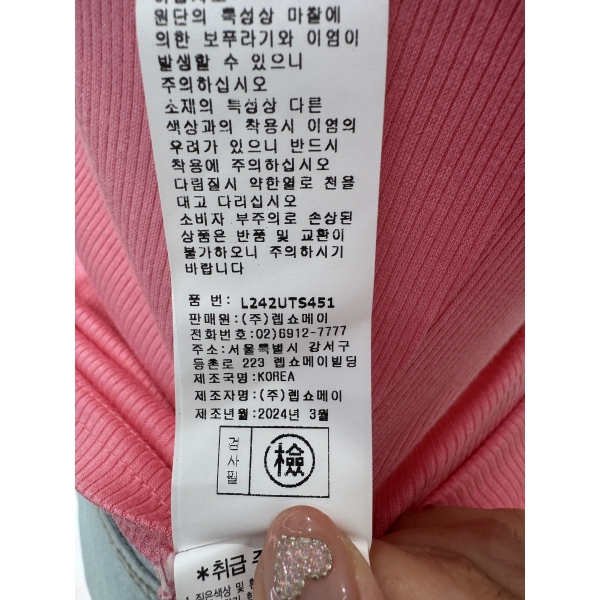 원단의 특성상 마찰에
의한 보푸라기와 이염이
발생할 수 있으니
주의하십시오
소재의 특성상 다른
색상과의 착용시 이염의
우려가 있으니 반드시
착용에 주의하십시오
다림질시 약한열로 천을
대고 다리십시오
소비자 부주의로 손상된
상품은 반품 및 교환이
불가하오니 주의하시기
바랍니다
품 번: L242UTS451
판매원:(주)렙쇼메이
전화번호:02)6912-7777
주소:서울특별시 강서구
등촌로 223 렙쇼메이빌딩
제조국명:KOREA
제조자명:(주)렙쇼메이
제조년월:2024년 3월
검사필 檢
*취급 주
1. 짙은색상 및